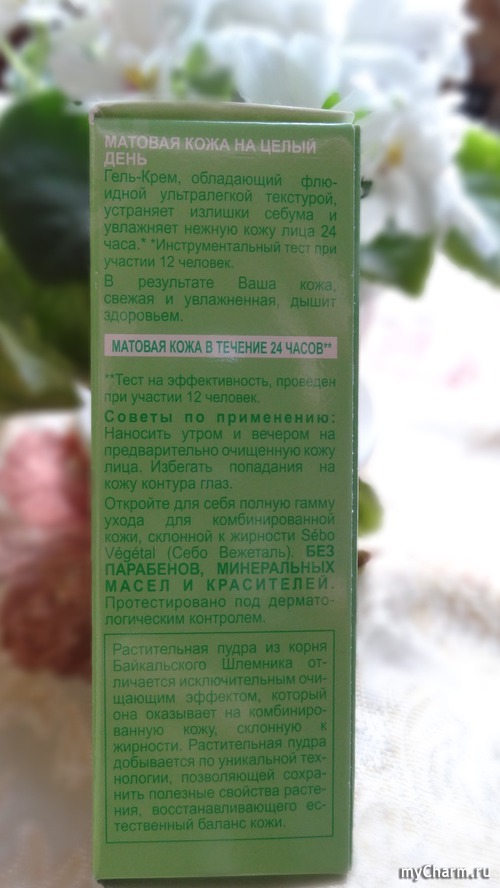 МАТОВАЯ КОЖА НА ЦЕЛЫЙ
ДЕНЬ
Гель-Крем, обладающий флю-
идной ультралегкой текстурой,
устраняет излишки себума и
увлажняет нежную кожу лица 24
часа.* *Инструментальный тест при
участии 12 человек.
В результате Ваша кожа,
свежая и увлажненная, дышит
здоровьем.
МАТОВАЯ КОЖА В ТЕЧЕНИЕ 24 ЧАСОВ**
**Тест на эффективность, проведен
при участии 12 человек.
Советы по применению:
Наносить утром и вечером на
предварительно очищенную кожу
лица. Избегать попадания на
кожу контура глаз.
Откройте для себя полную гамму
ухода для комбинированной
кожи, склонной к жирности Sébo
Végétal (Себо Вежеталь). БЕЗ
ПАРАБЕНОВ, МИНЕРАЛЬНЫХ
МАСЕЛ И КРАСИТЕЛЕЙ.
Протестировано под дермато-
логическим контролем.
Растительная пудра из корня
Байкальского Шлемника от-
личается исключительным очи-
щающим эффектом, который
она оказывает на комбиниро-
ванную кожу, склонную к
жирности. Растительная пудра
добывается по уникальной тех-
нологии, позволяющей сохра-
нить полезные свойства расте-
ния, восстанавливающего ес-
тественный баланс кожи.
myCharm.ru